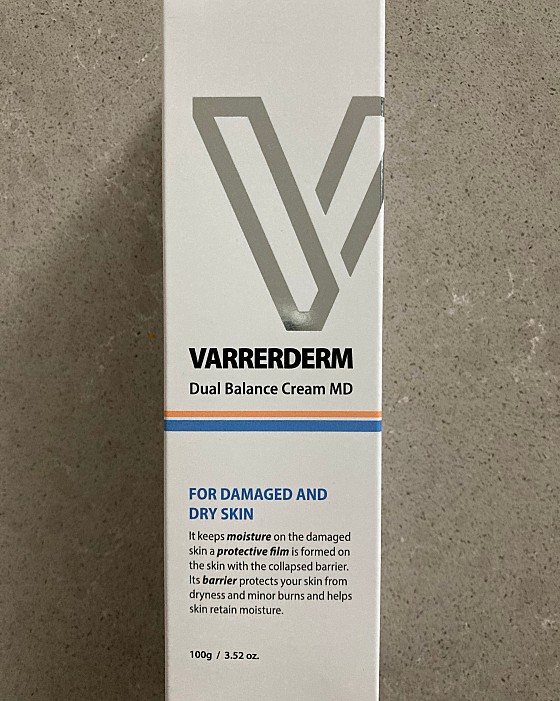 VARRERDERM
Dual Balance Cream MD
FOR DAMAGED AND
DRY SKIN
It keeps moisture on the damaged
skin a protective film is formed on
the skin with the collapsed barrier.
Its barrier protects your skin from
dryness and minor burns and helps
skin retain moisture.
100g / 3.52 oz.